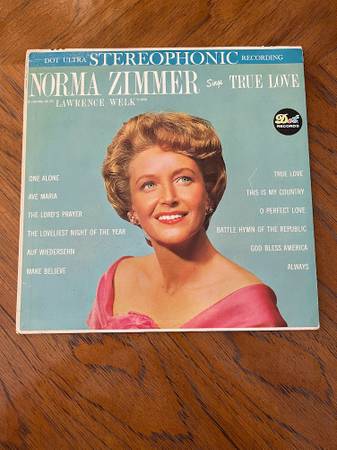 DOT ULTRA STEREOPHONIC RECORDING
NORMA ZIMMER Sings TRUE LOVE
LAWRENCE WELK
Dot
RECORDS
ONE ALONE
AVE MARIA
THE LORD'S PRAYER
THE LOVELIEST NIGHT OF THE YEAR
AUF WIEDERSEHN
MAKE BELIEVE
TRUE LOVE
THIS IS MY COUNTRY
O PERFECT LOVE
BATTLE HYMN OF THE REPUBLIC
GOD BLESS AMERICA
ALWAYS